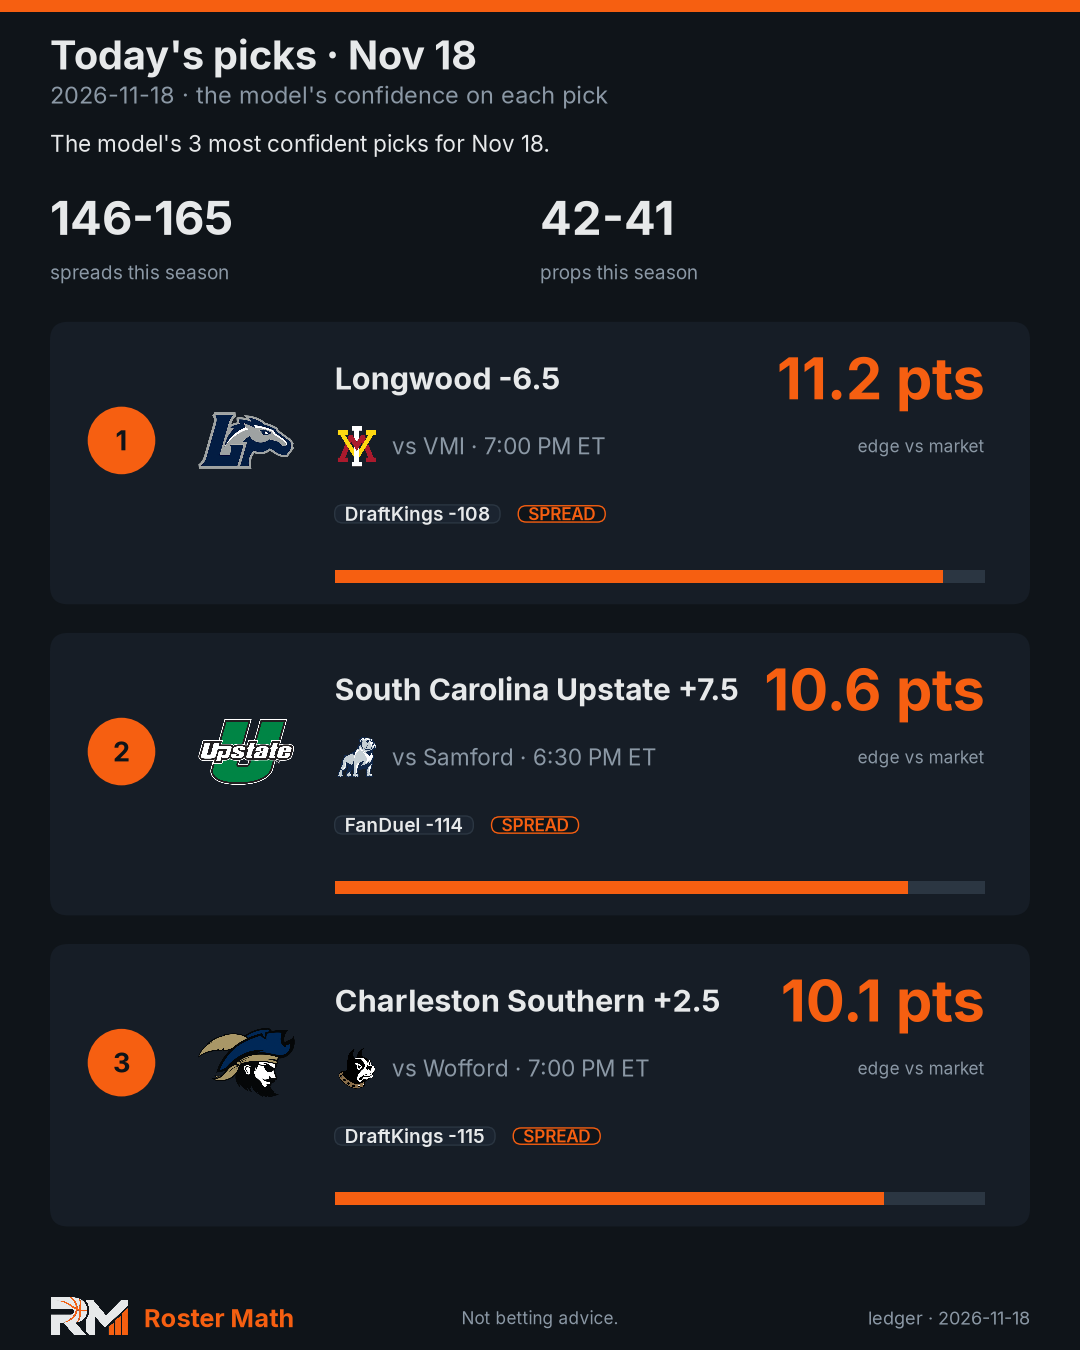 Today's picks · Nov 18
2026-11-18 · the model's confidence on each pick
The model's 3 most confident picks for Nov 18.
146-165
42-41
spreads this season
props this season
1
Longwood -6.5
11.2 pts
vs VMI · 7:00 PM ET
edge vs market
DraftKings -108
SPREAD
2
Upstate
South Carolina Upstate +7.5
10.6 pts
vs Samford · 6:30 PM ET
edge vs market
FanDuel -114
SPREAD
3
Charleston Southern +2.5
10.1 pts
vs Wofford · 7:00 PM ET
edge vs market
DraftKings -115
SPREAD
RM
Roster Math
Not betting advice.
ledger · 2026-11-18